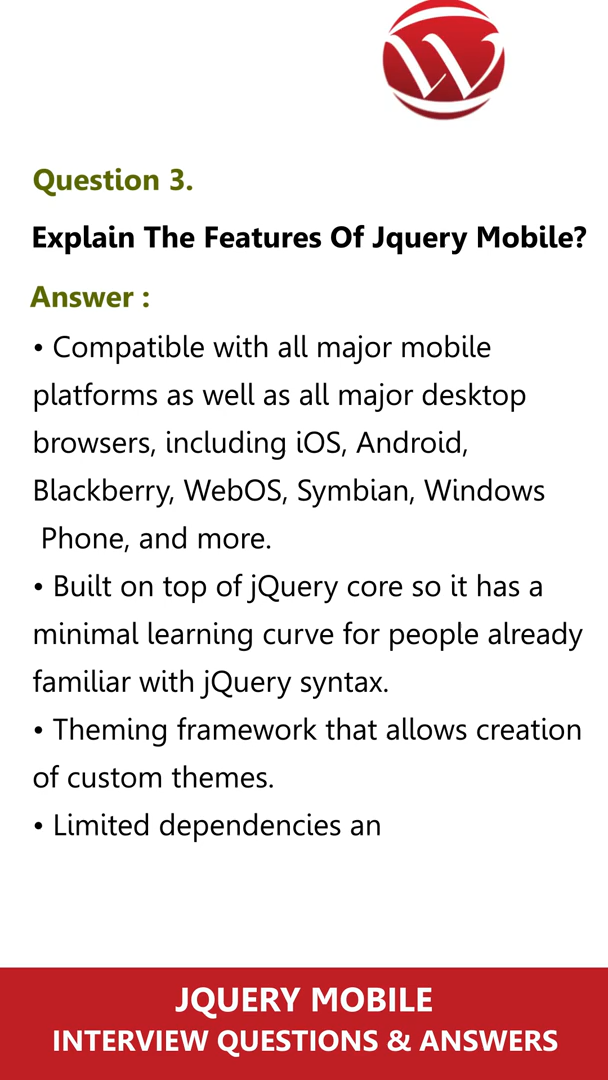 W
Question 3.
Explain The Features Of Jquery Mobile?
Answer :
• Compatible with all major mobile
platforms as well as all major desktop
browsers, including iOS, Android,
Blackberry, WebOS, Symbian, Windows
Phone, and more.
• Built on top of jQuery core so it has a
minimal learning curve for people already
familiar with jQuery syntax.
• Theming framework that allows creation
of custom themes.
• Limited dependencies an
JQUERY MOBILE
INTERVIEW QUESTIONS & ANSWERS